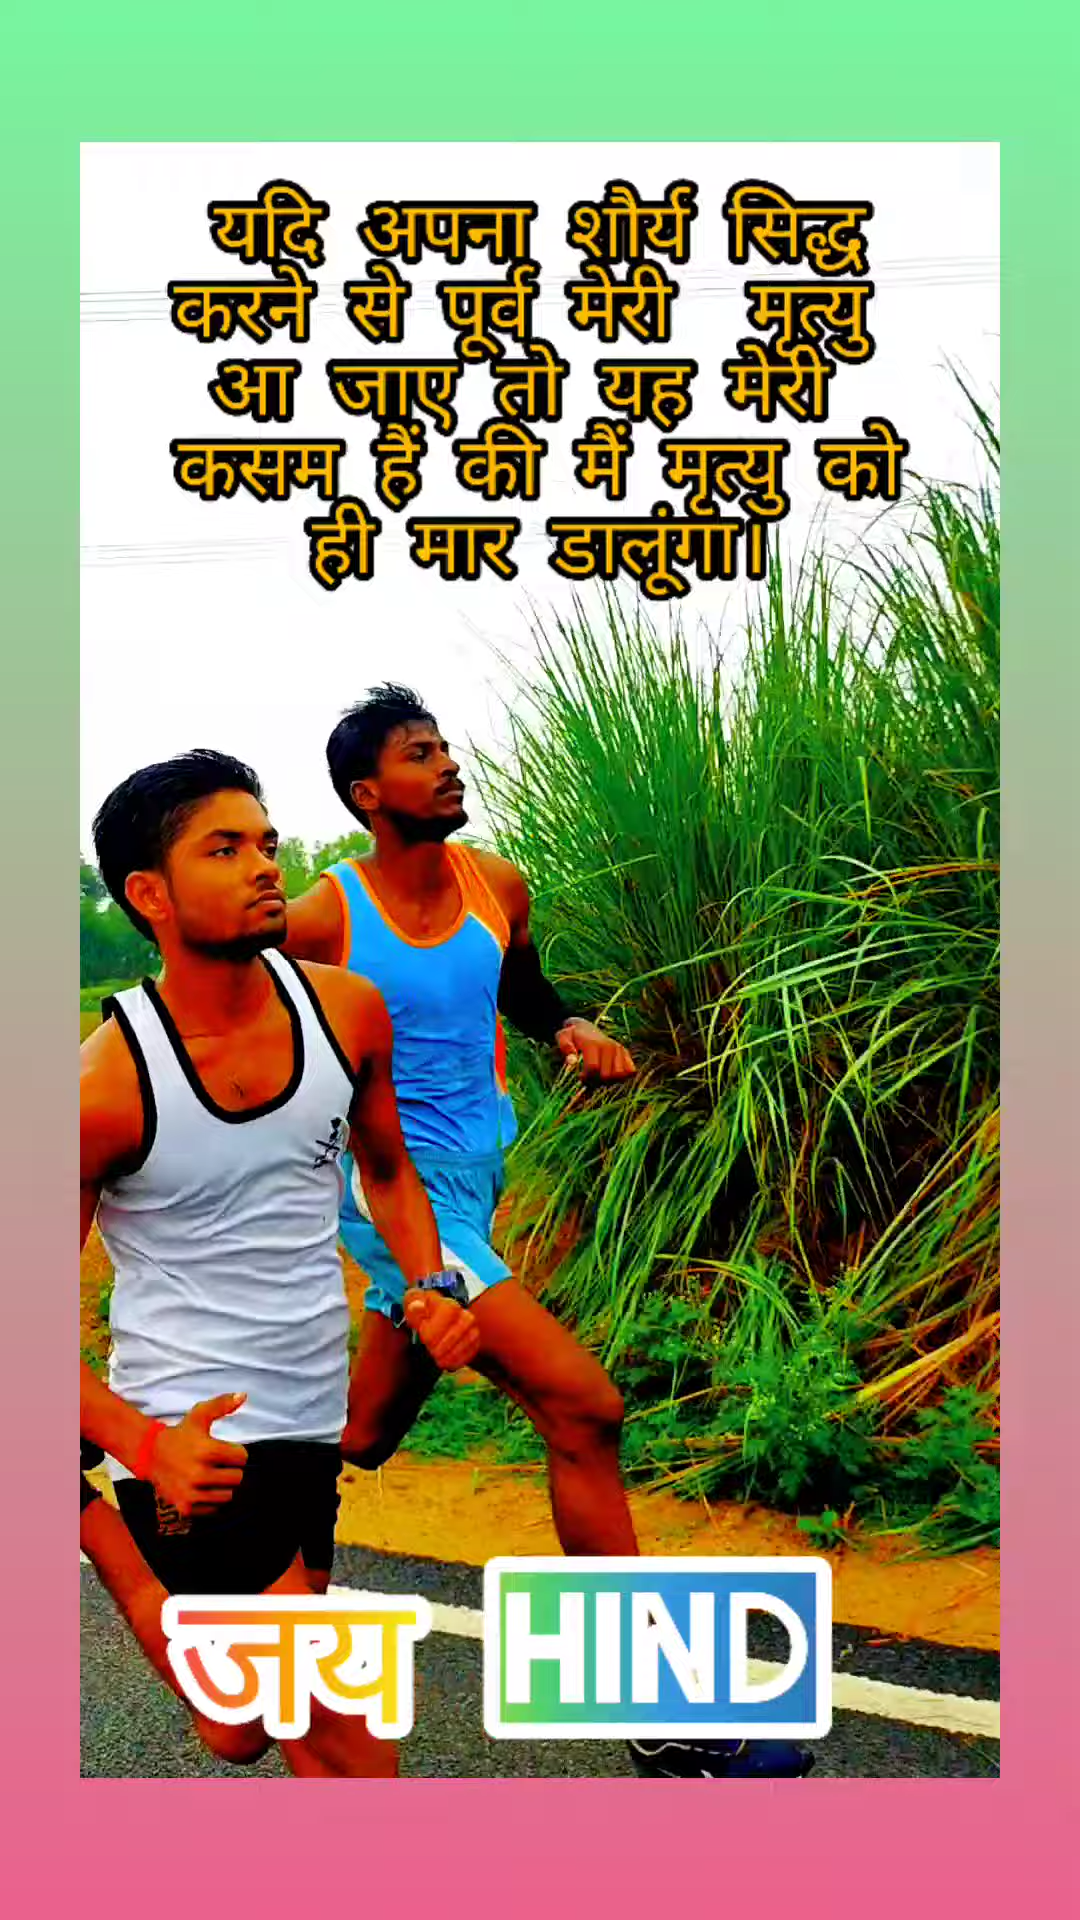 यदि अपना शौर्य सिद्ध
करने से पूर्व मेरी मृत्यु
आ जाए तो यह मेरी
कसम हैं की मैं मृत्यु को
ही मार डालूंगा।
जय HIND